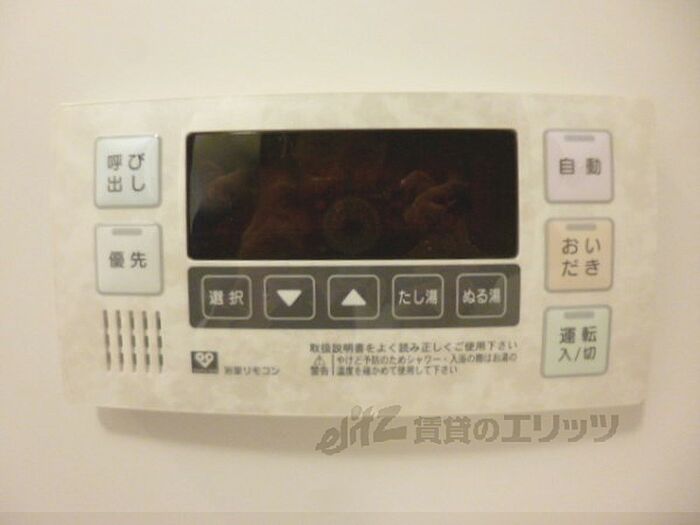 呼び
出し
優先
自動
おい
だき
運転
入/切
選択
たし湯
ぬる湯
取扱説明書をよく読み正しくご使用下さい
警告
やけど予防のためシャワー・入浴の際はお湯の
温度を確かめて使用して下さい
浴室リモコン
elitz 賃貸のエリッツ